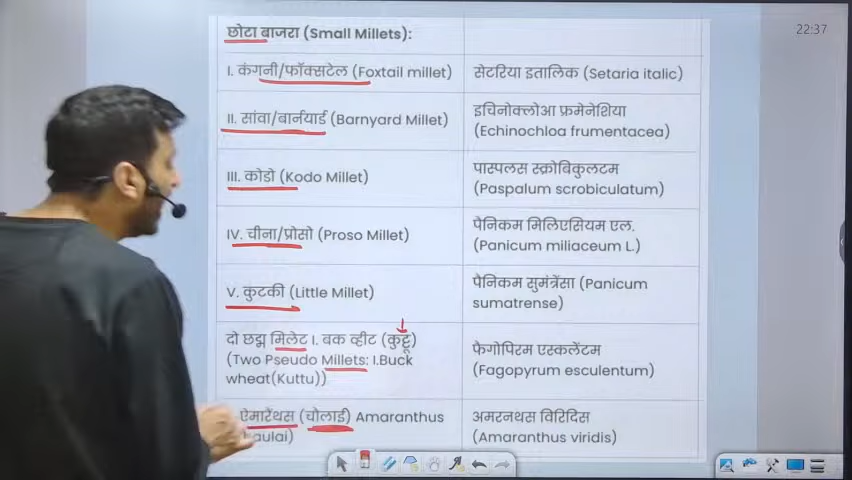 22:37
छोटा बाजरा (Small Millets):
I. कंगनी/फॉक्सटेल (Foxtail millet)
सेटरिया इतालिक (Setaria italic)
II. सांवा/बार्नयार्ड (Barnyard Millet)
इचिनोक्लोआ फ्रमेनेशिया
(Echinochloa frumentacea)
III. कोडो (Kodo Millet)
पास्पलस स्क्रोबिकुलटम
(Paspalum scrobiculatum)
IV. चीना/प्रोसो (Proso Millet)
पेनिकम मिलिएसियम एल.
(Panicum miliaceum L.)
V. कुटकी (Little Millet)
पेनिकम सुमंत्रेंसा (Panicum
sumatrense)
दो छद्म मिलेट I. बक व्हीट (कुट्टू)
(Two Pseudo Millets: I.Buck
wheat(Kuttu))
फेगोपिरम एस्कलेंटम
(Fagopyrum esculentum)
ऐमारैंथस (चौलाई) Amaranthus
अमरनथस विरिदिस
(Amaranthus viridis)